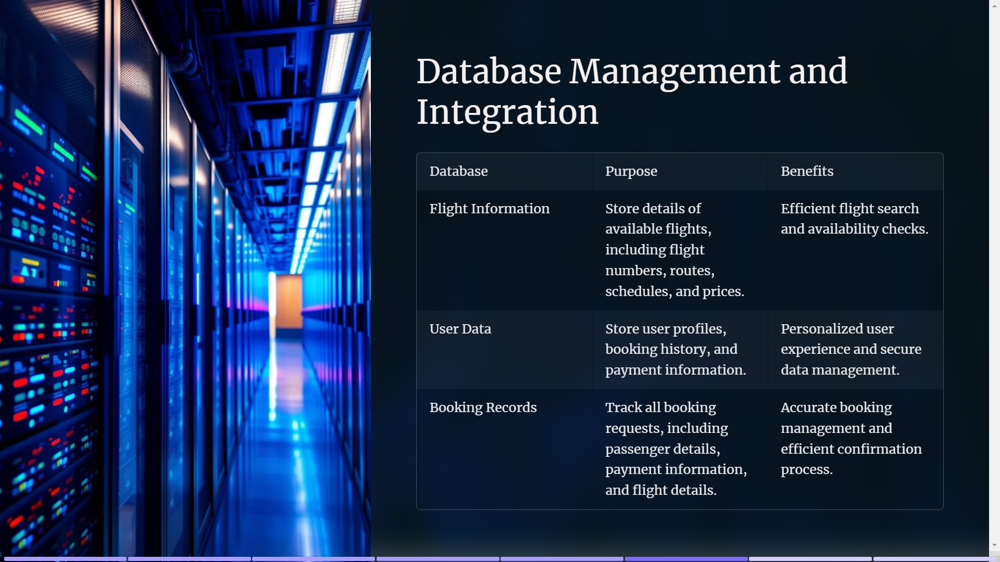 Database Management and
Integration
Database
Purpose
Benefits
Flight Information
Store details of
available flights,
including flight
numbers, routes,
schedules, and prices.
Efficient flight search
and availability checks.
User Data
Store user profiles,
booking history, and
payment information.
Personalized user
experience and secure
data management.
Booking Records
Track all booking
requests, including
passenger details,
payment information,
and flight details.
Accurate booking
management and
efficient confirmation
process.